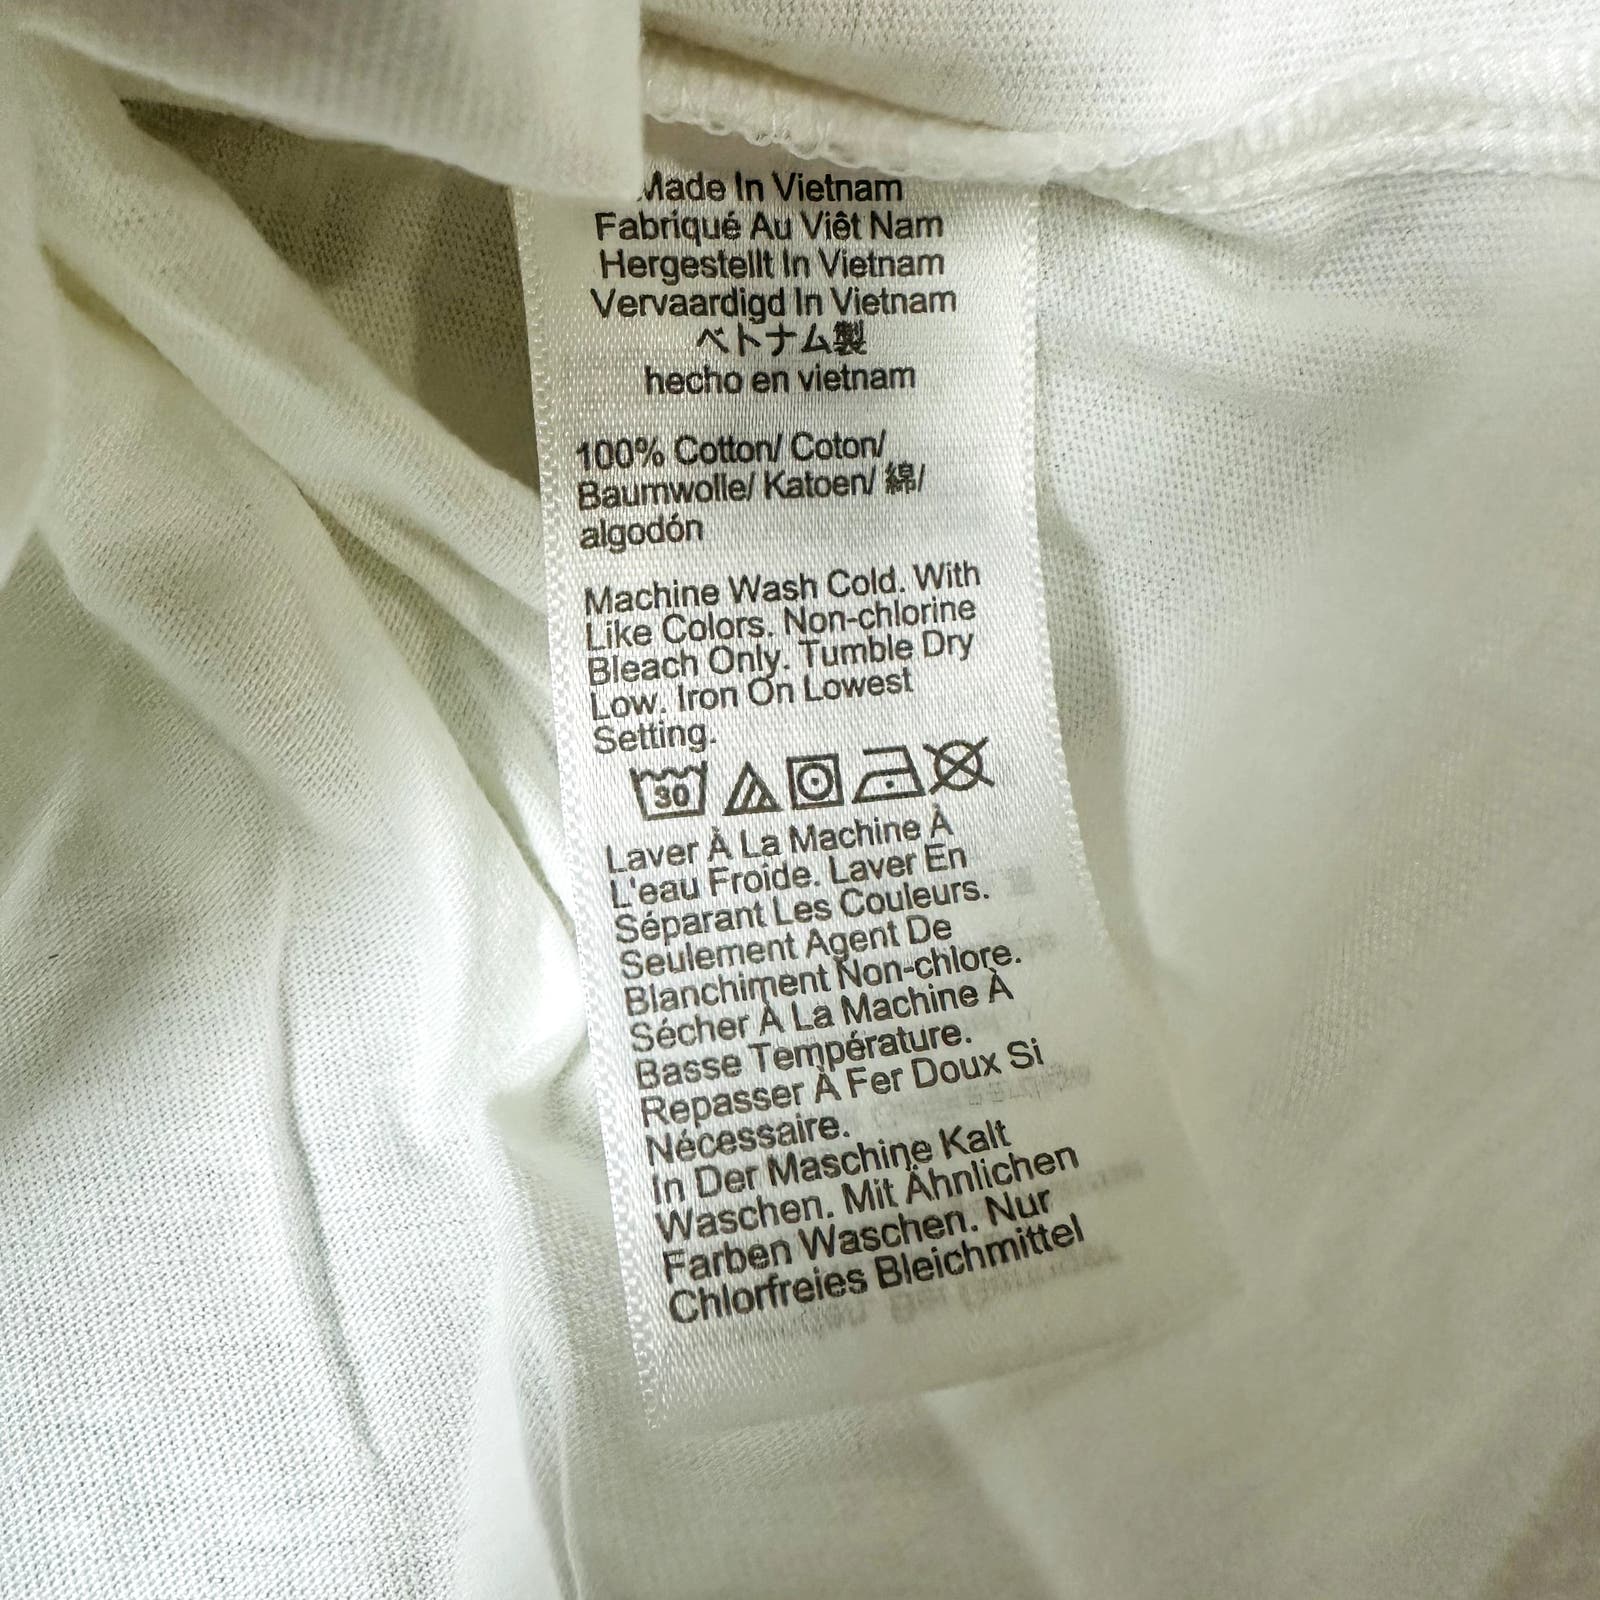 Made In Vietnam
Fabriqué Au Viêt Nam
Hergestellt In Vietnam
Vervaardigd In Vietnam
ベトナム製
hecho en vietnam
100% Cotton/ Coton/
Baumwolle/ Katoen/ 綿/
algodón
Machine Wash Cold. With
Like Colors. Non-chlorine
Bleach Only. Tumble Dry
Low. Iron On Lowest
Setting.
30
Laver À La Machine À
L'eau Froide. Laver En
Séparant Les Couleurs.
Seulement Agent De
Blanchiment Non-chlore.
Sécher À La Machine À
Basse Température.
Repasser À Fer Doux Si
Nécessaire.
In Der Maschine Kalt
Waschen. Mit Ähnlichen
Farben Waschen. Nur
Chlorfreies Bleichmittel